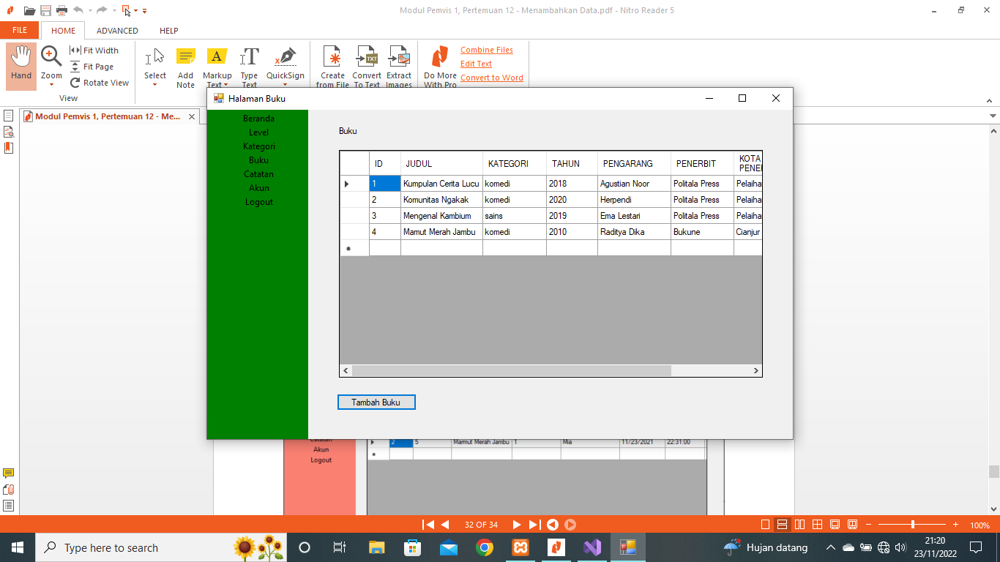 Modul Pemvis 1, Pertemuan 12 - Menambahkan Data.pdf - Nitro Reader 5
FILE HOME ADVANCED HELP
Hand
Zoom
Fit Width
Fit Page
Rotate View
View
Select
Add
Note
Markup
Text
Type
Text
QuickSign
Create
from File
Convert
To Text
TXT
Extract
Images
Do More
With Pro
Combine Files
Edit Text
Convert to Word
Modul Pemvis 1, Pertemuan 12 - Me...
Halaman Buku
Beranda
Level
Kategori
Buku
Catatan
Akun
Logout
Buku
ID JUDUL KATEGORI TAHUN PENGARANG PENERBIT KOTA
PENE
1 Kumpulan Cerita Lucu komedi 2018 Agustian Noor Politala Press Pelaiha
2 Komunitas Ngakak komedi 2020 Herpendi Politala Press Pelaiha
3 Mengenal Kambium sains 2019 Ema Lestari Politala Press Pelaiha
4 Mamut Merah Jambu komedi 2010 Raditya Dika Bukune Cianjur
Tambah Buku
Catatan
Akun
Logout
2 5 Mamut Merah Jambu 1 Mia 11/23/2021 22:31:00
32 OF 34
100%
Type here to search
Hujan datang
21:20
23/11/2022